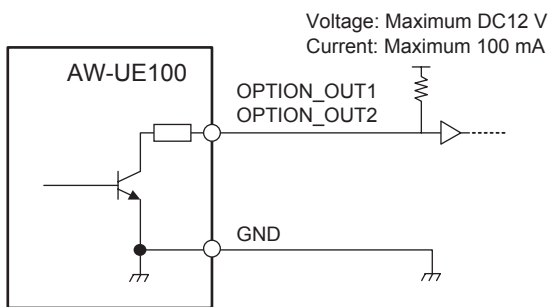 Voltage: Maximum DC12 V
Current: Maximum 100 mA
AW-UE100
OPTION_OUT1
OPTION_OUT2
GND